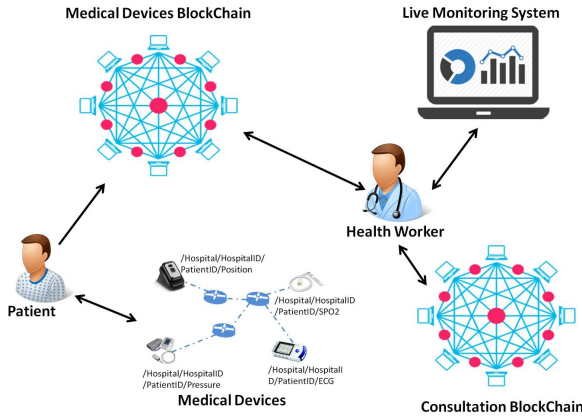 Medical Devices BlockChain
Live Monitoring System
Health Worker
Patient
/Hospital/HospitalID/
PatientID/Position
/Hospital/HospitalID
/PatientID/SPO2
/Hospital/HospitalID
/PatientID/Pressure
/Hospital/HospitalI
D/PatientID/ECG
Medical Devices
Consultation BlockChain